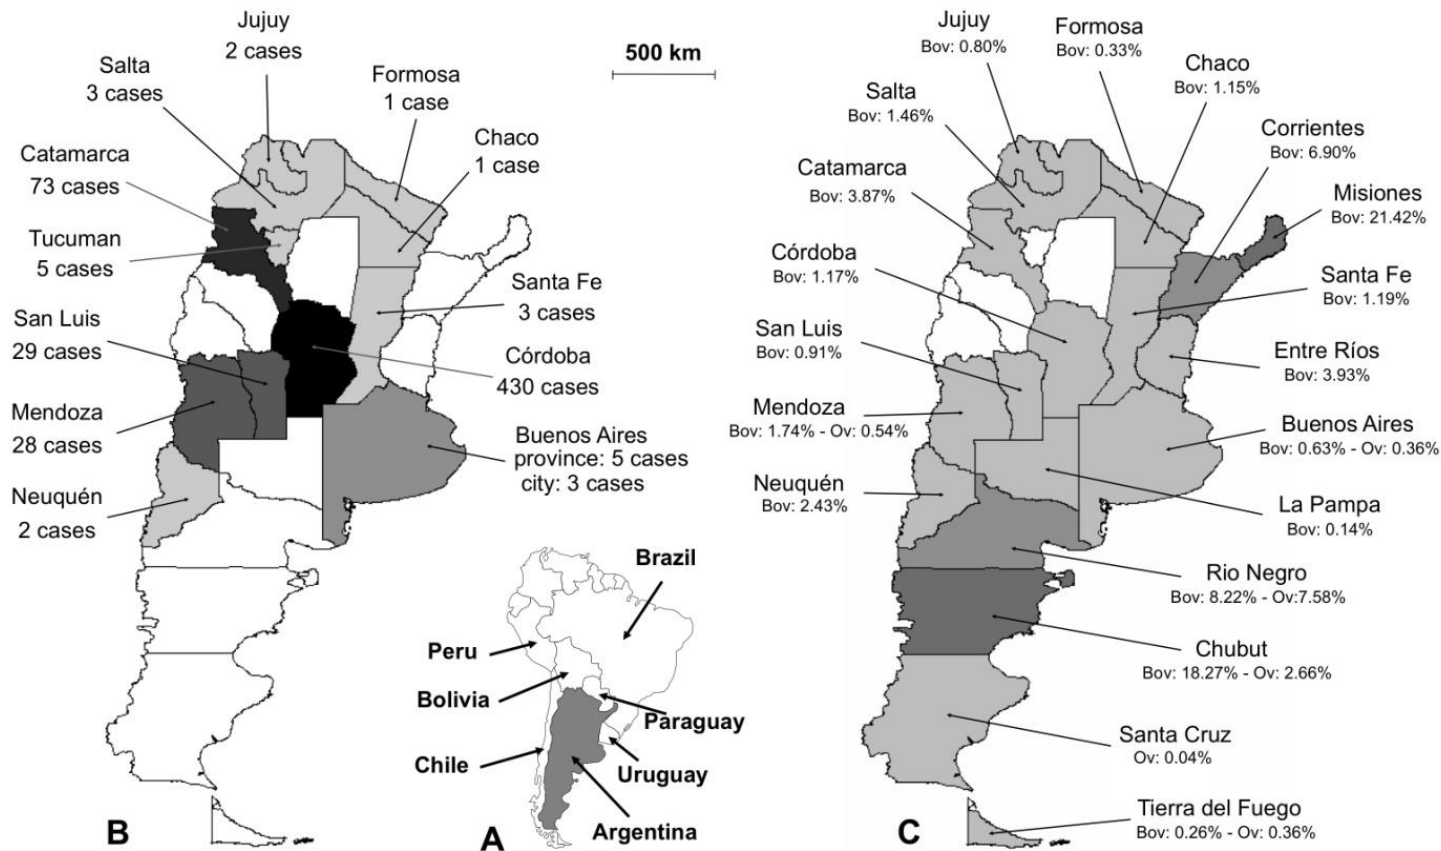 Jujuy
2 cases
Salta
3 cases
Formosa
1 case
Chaco
1 case
Catamarca
73 cases
Tucuman
5 cases
Santa Fe
3 cases
San Luis
29 cases
Córdoba
430 cases
Mendoza
28 cases
Buenos Aires
province: 5 cases
city: 3 cases
Neuquén
2 cases
B
500 km
Brazil
Peru
Bolivia
Paraguay
Chile
Uruguay
Argentina
A
Jujuy
Bov: 0.80%
Formosa
Bov: 0.33%
Chaco
Bov: 1.15%
Salta
Bov: 1.46%
Corrientes
Bov: 6.90%
Catamarca
Bov: 3.87%
Misiones
Bov: 21.42%
Córdoba
Bov: 1.17%
Santa Fe
Bov: 1.19%
San Luis
Bov: 0.91%
Entre Ríos
Bov: 3.93%
Mendoza
Bov: 1.74% - Ov: 0.54%
Buenos Aires
Bov: 0.63% - Ov: 0.36%
Neuquén
Bov: 2.43%
La Pampa
Bov: 0.14%
Rio Negro
Bov: 8.22% - Ov:7.58%
Chubut
Bov: 18.27% - Ov: 2.66%
Santa Cruz
Ov: 0.04%
Tierra del Fuego
Bov: 0.26% - Ov: 0.36%
C